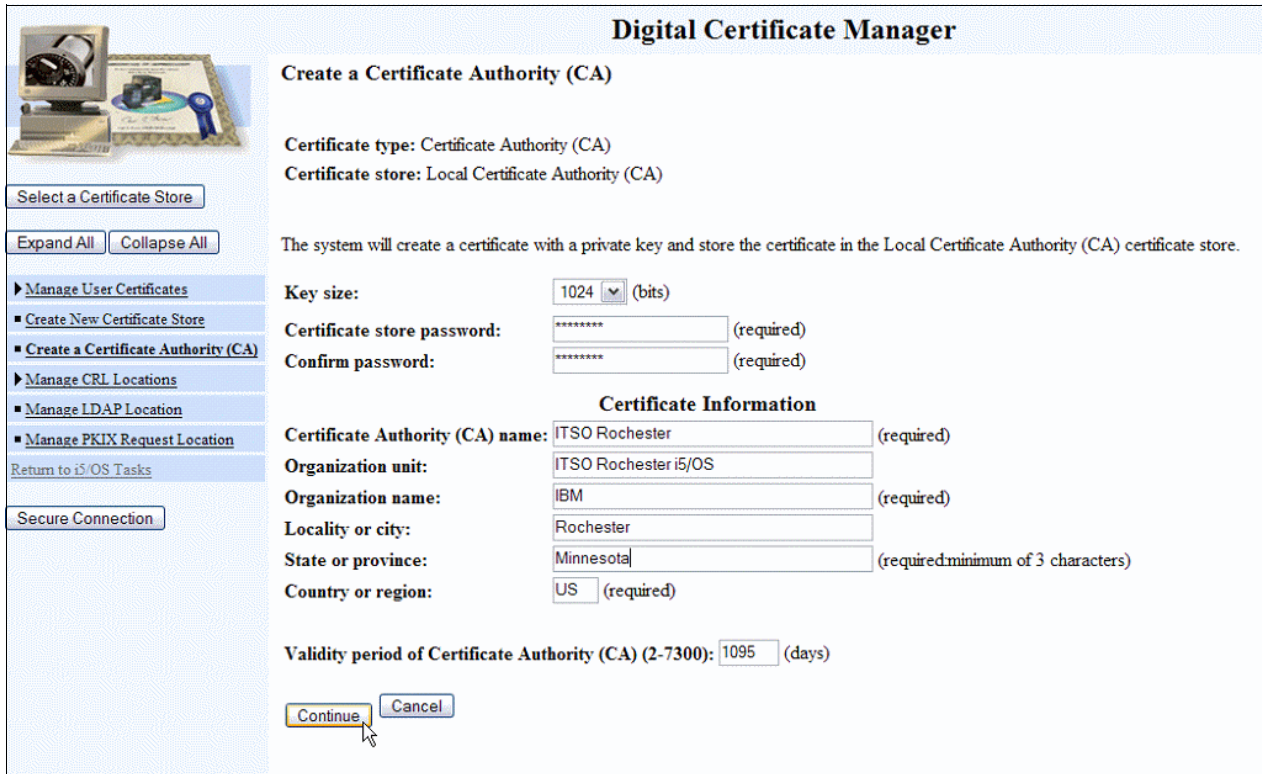 Digital Certificate Manager
Select a Certificate Store
Expand All Collapse All
Manage User Certificates
Create New Certificate Store
Create a Certificate Authority (CA)
Manage CRL Locations
Manage LDAP Location
Manage PKIX Request Location
Return to i5/OS Tasks
Secure Connection
Create a Certificate Authority (CA)
Certificate type: Certificate Authority (CA)
Certificate store: Local Certificate Authority (CA)
The system will create a certificate with a private key and store the certificate in the Local Certificate Authority (CA) certificate store.
Key size: 1024 (bits)
Certificate store password: ******** (required)
Confirm password: ******** (required)
Certificate Information
Certificate Authority (CA) name: ITSO Rochester (required)
Organization unit: ITSO Rochester i5/OS
Organization name: IBM (required)
Locality or city: Rochester
State or province: Minnesota (required:minimum of 3 characters)
Country or region: US (required)
Validity period of Certificate Authority (CA) (2-7300): 1095 (days)
Continue Cancel